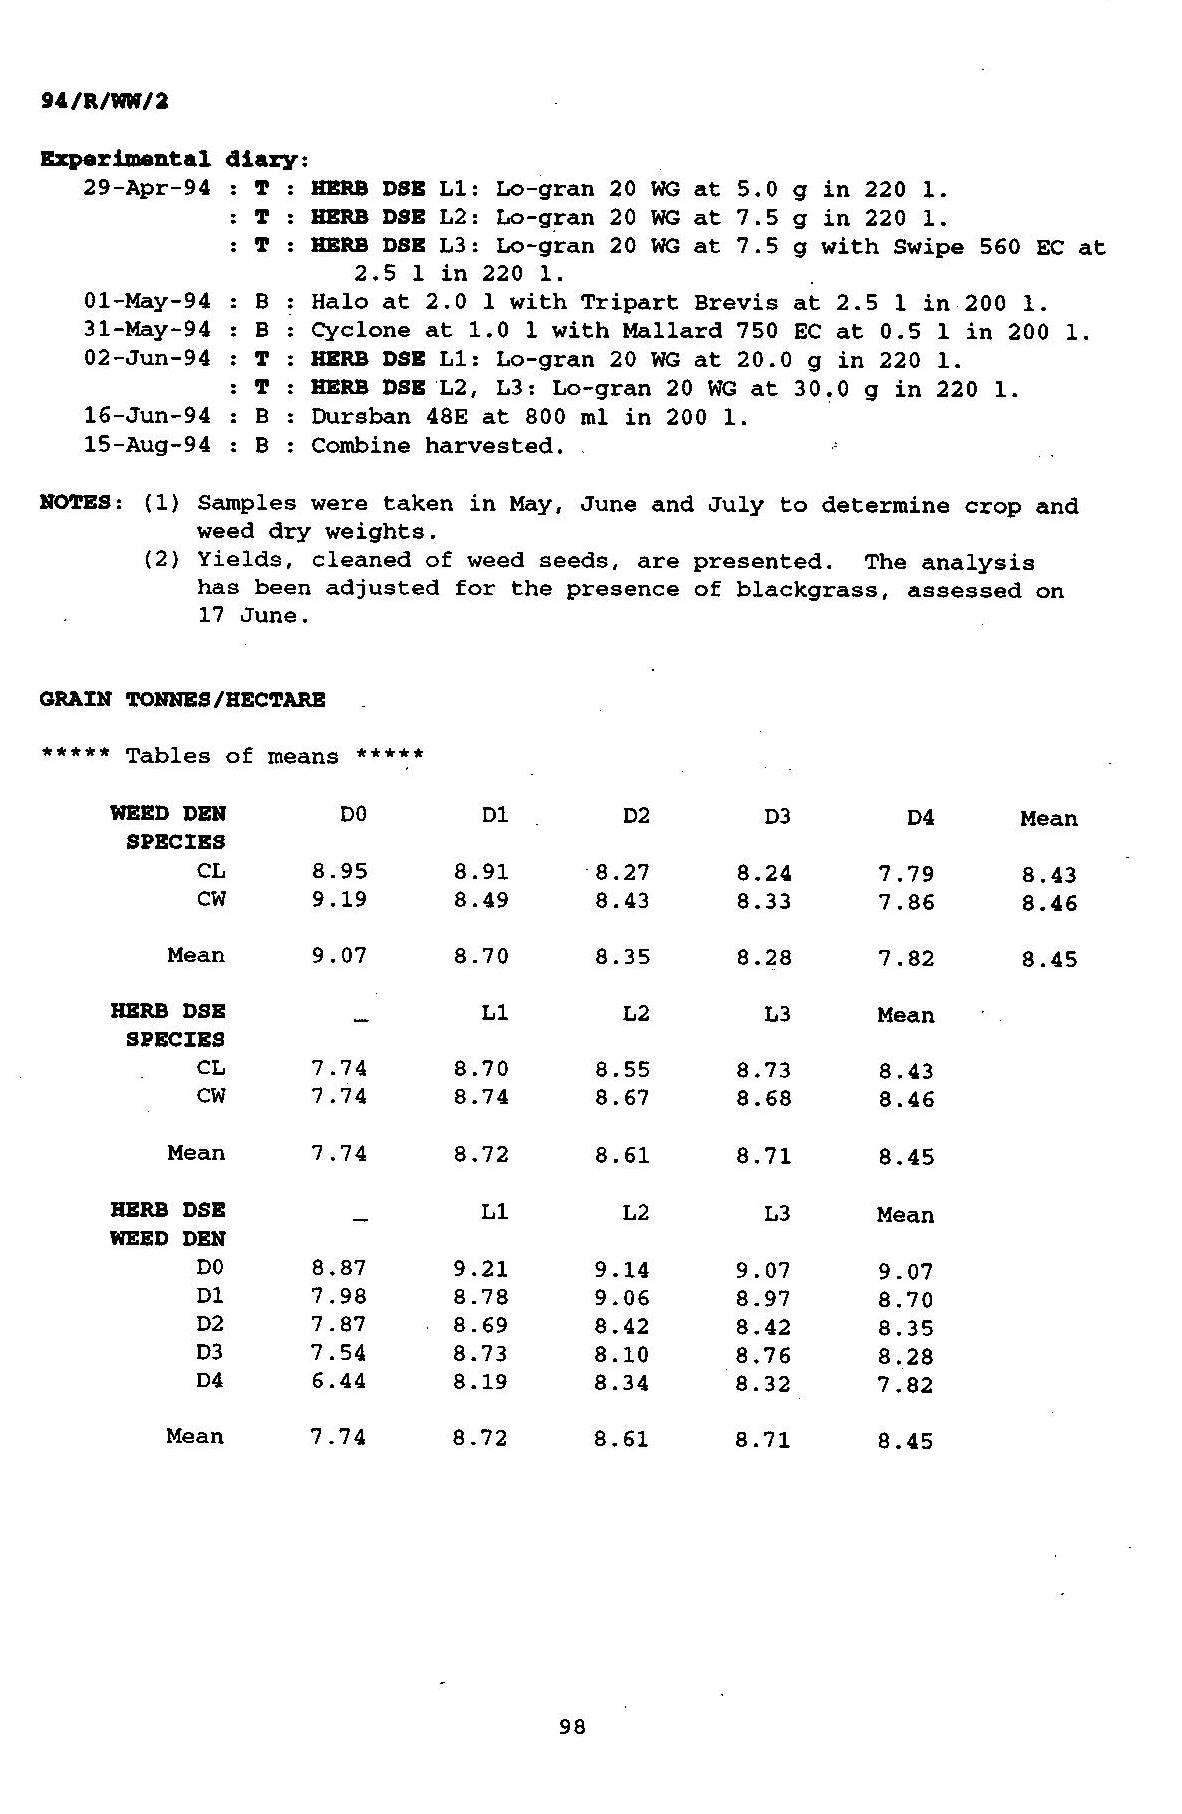 94/R/WW/2
Experimental diary:
29-Apr-94 : T : HERB DSE L1: Lo-gran 20 WG at 5.0 g in 220 l.
: T : HERB DSE L2: Lo-gran 20 WG at 7.5 g in 220 l.
: T : HERB DSE L3: Lo-gran 20 WG at 7.5 g with Swipe 560 EC at
2.5 l in 220 l.
01-May-94 : B : Halo at 2.0 l with Tripart Brevis at 2.5 l in 200 l.
31-May-94 : B : Cyclone at 1.0 l with Mallard 750 EC at 0.5 l in 200 l.
02-Jun-94 : T : HERB DSE L1: Lo-gran 20 WG at 20.0 g in 220 l.
: T : HERB DSE L2, L3: Lo-gran 20 WG at 30.0 g in 220 l.
16-Jun-94 : B : Dursban 48E at 800 ml in 200 l.
15-Aug-94 : B : Combine harvested.
NOTES: (1) Samples were taken in May, June and July to determine crop and
weed dry weights.
(2) Yields, cleaned of weed seeds, are presented. The analysis
has been adjusted for the presence of blackgrass, assessed on
17 June.
GRAIN TONNES/HECTARE
***** Tables of means *****
WEED DEN D0 D1 D2 D3 D4 Mean
SPECIES
CL 8.95 8.91 8.27 8.24 7.79 8.43
CW 9.19 8.49 8.43 8.33 7.86 8.46
Mean 9.07 8.70 8.35 8.28 7.82 8.45
HERB DSE _ L1 L2 L3 Mean
SPECIES
CL 7.74 8.70 8.55 8.73 8.43
CW 7.74 8.74 8.67 8.68 8.46
Mean 7.74 8.72 8.61 8.71 8.45
HERB DSE _ L1 L2 L3 Mean
WEED DEN
D0 8.87 9.21 9.14 9.07 9.07
D1 7.98 8.78 9.06 8.97 8.70
D2 7.87 8.69 8.42 8.42 8.35
D3 7.54 8.73 8.10 8.76 8.28
D4 6.44 8.19 8.34 8.32 7.82
Mean 7.74 8.72 8.61 8.71 8.45
98